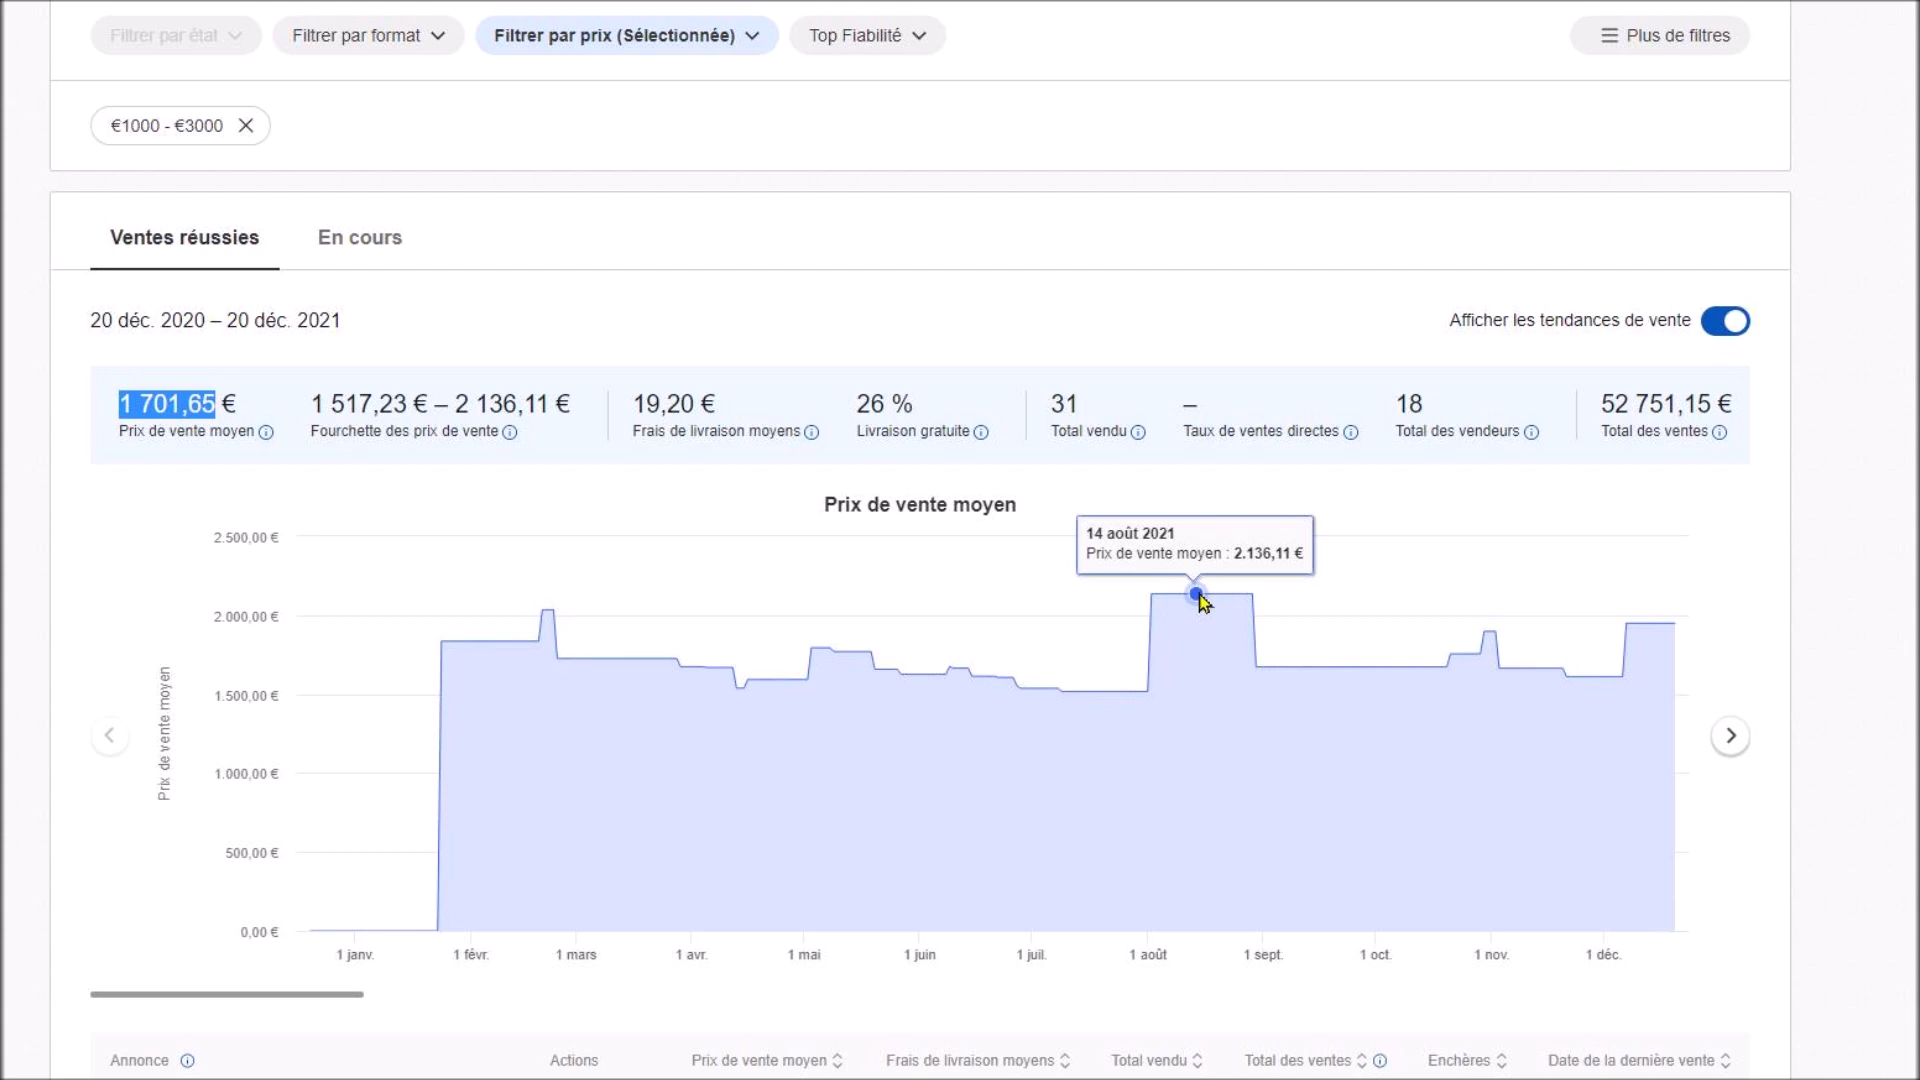 Filtrer par état
Filtrer par format
Filtrer par prix (Sélectionnée)
Top Fiabilité
Plus de filtres
€1000 - €3000
Ventes réussies
En cours
20 déc. 2020 – 20 déc. 2021
Afficher les tendances de vente
1 701,65 €
Prix de vente moyen
1 517,23 € – 2 136,11 €
Fourchette des prix de vente
19,20 €
Frais de livraison moyens
26 %
Livraison gratuite
31
Total vendu
–
Taux de ventes directes
18
Total des vendeurs
52 751,15 €
Total des ventes
Prix de vente moyen
14 août 2021
Prix de vente moyen : 2.136,11 €
Prix de vente moyen
2.500,00 €
2.000,00 €
1.500,00 €
1.000,00 €
500,00 €
0,00 €
1 janv.
1 févr.
1 mars
1 avr.
1 mai
1 juin
1 juil.
1 août
1 sept.
1 oct.
1 nov.
1 déc.
Annonce
Actions
Prix de vente moyen
Frais de livraison moyens
Total vendu
Total des ventes
Enchères
Date de la dernière vente